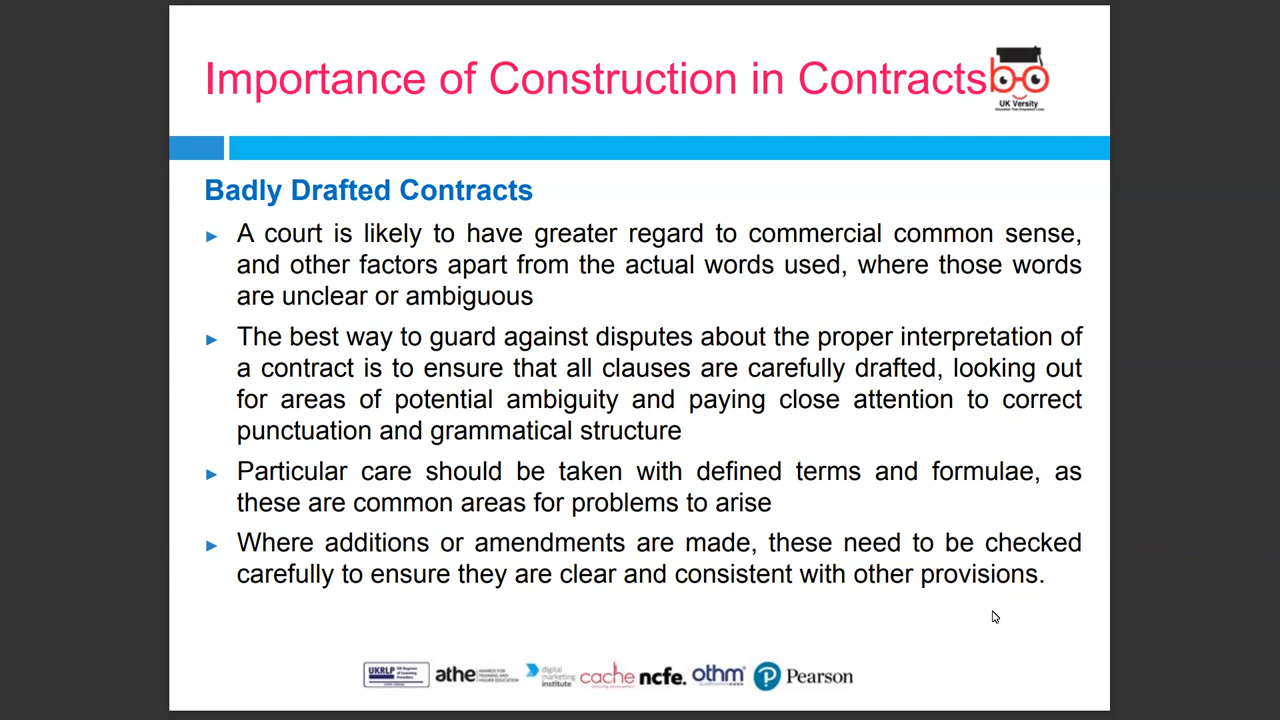 Importance of Construction in Contracts
UK Versity
Badly Drafted Contracts
A court is likely to have greater regard to commercial common sense,
and other factors apart from the actual words used, where those words
are unclear or ambiguous
The best way to guard against disputes about the proper interpretation of
a contract is to ensure that all clauses are carefully drafted, looking out
for areas of potential ambiguity and paying close attention to correct
punctuation and grammatical structure
Particular care should be taken with defined terms and formulae, as
these are common areas for problems to arise
Where additions or amendments are made, these need to be checked
carefully to ensure they are clear and consistent with other provisions.
UKRLP
athe
digital
marketing
institute
cache
ncfe.
othm
Pearson